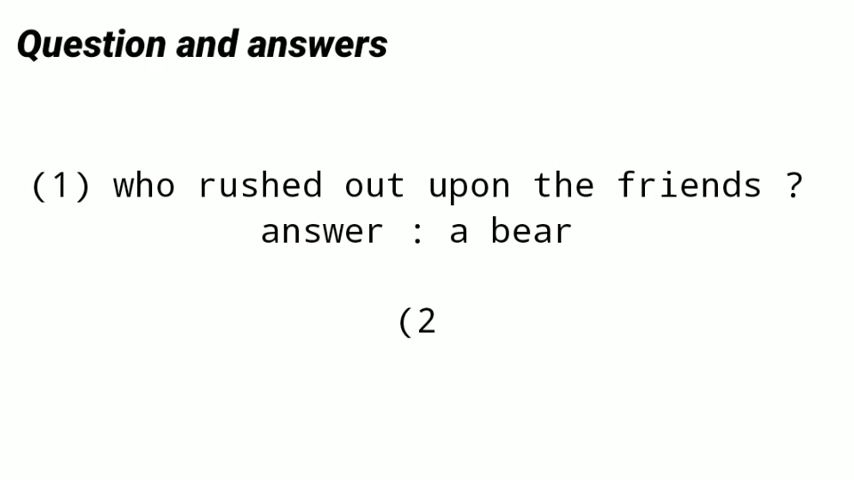 Question and answers
(1) who rushed out upon the friends ?
answer : a bear
(2